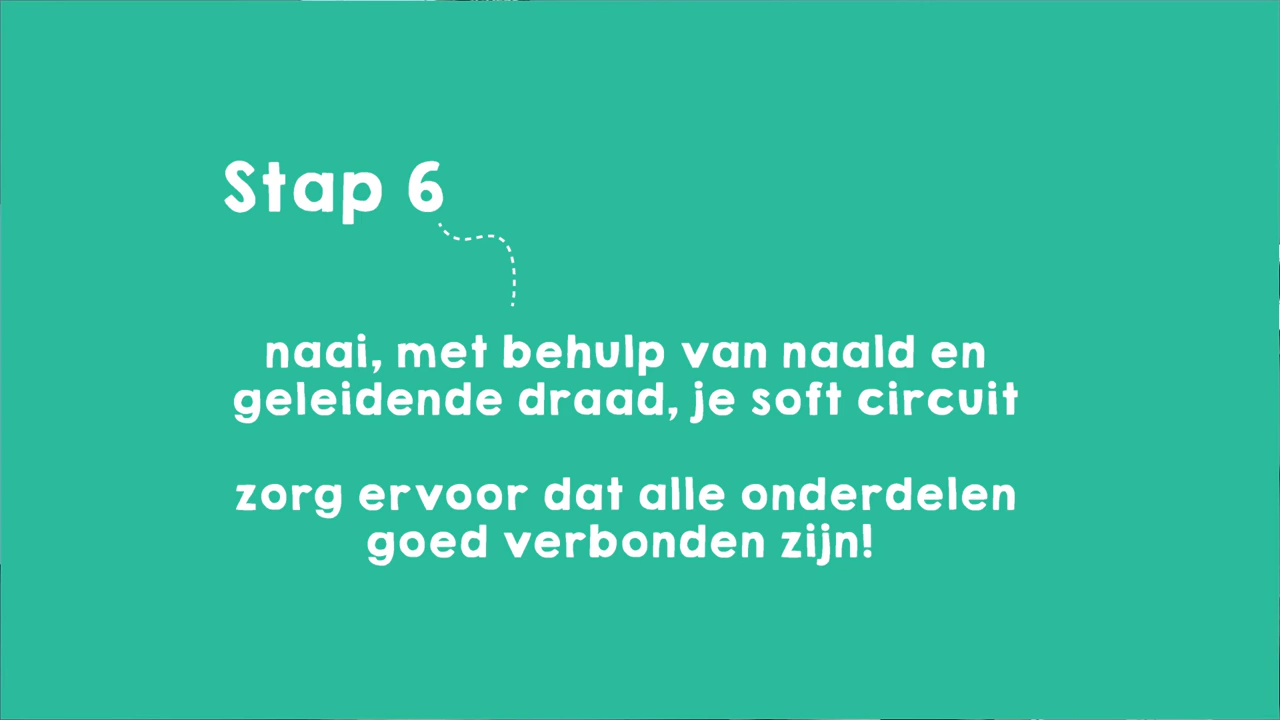 Stap 6
naai, met behulp van naald en
geleidende draad, je soft circuit
zorg ervoor dat alle onderdelen
goed verbonden zijn!